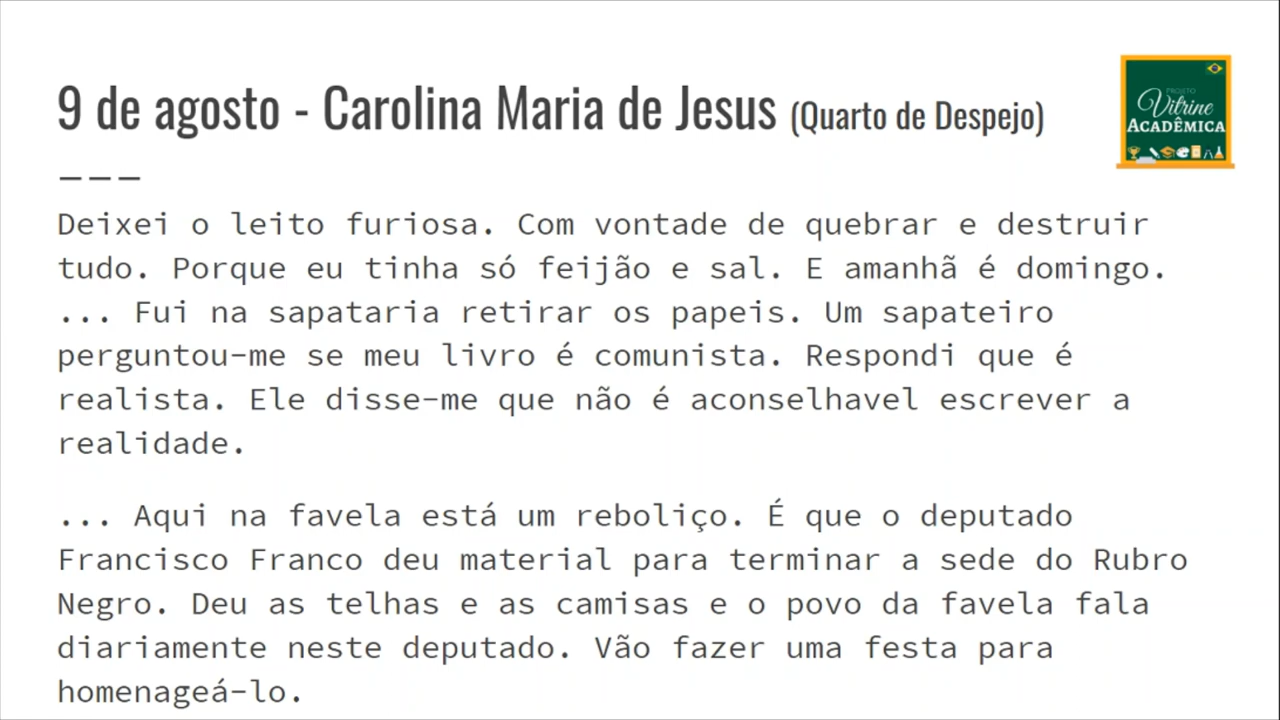 9 de agosto - Carolina Maria de Jesus (Quarto de Despejo)
PROJETO
Vitrine
ACADÊMICA
Deixei o leito furiosa. Com vontade de quebrar e destruir
tudo. Porque eu tinha só feijão e sal. E amanhã é domingo.
... Fui na sapataria retirar os papeis. Um sapateiro
perguntou-me se meu livro é comunista. Respondi que é
realista. Ele disse-me que não é aconselhavel escrever a
realidade.
... Aqui na favela está um reboliço. É que o deputado
Francisco Franco deu material para terminar a sede do Rubro
Negro. Deu as telhas e as camisas e o povo da favela fala
diariamente neste deputado. Vão fazer uma festa para
homenageá-lo.